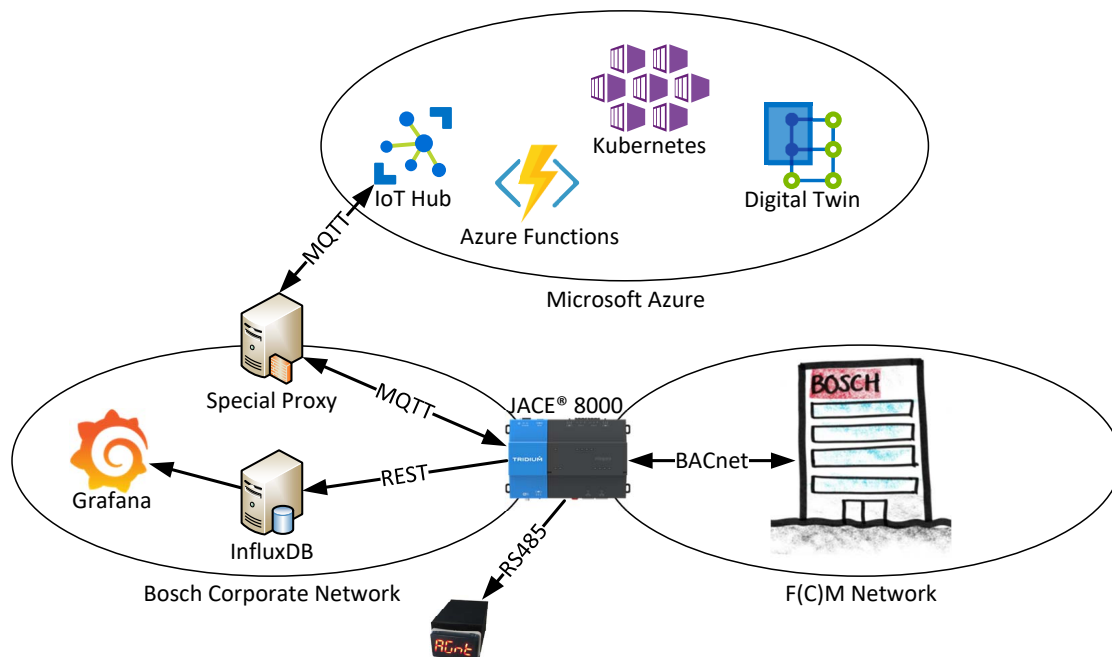 Kubernetes
IoT Hub
Digital Twin
Azure Functions
MQTT
Microsoft Azure
Special Proxy
MQTT
JACE® 8000
BOSCH
TRIDIUM
BACnet
REST
Grafana
InfluxDB
RS485
Bosch Corporate Network
F(C)M Network